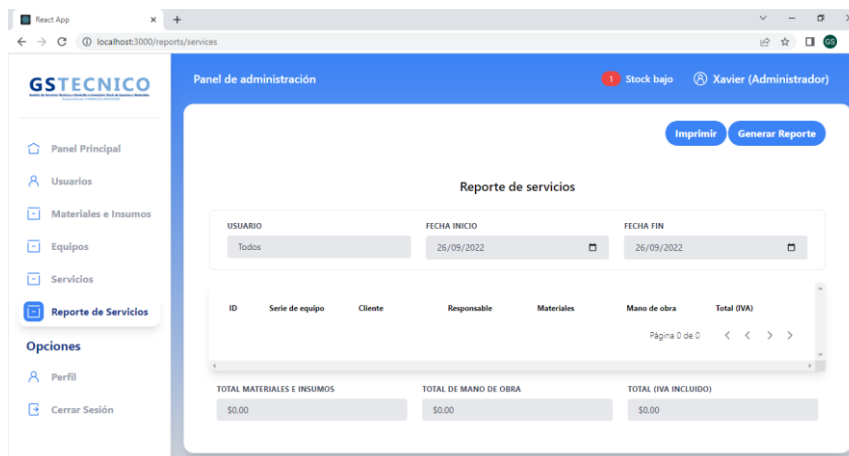 React App
localhost:3000/reports/services
GS
GSTECNICO
Panel de administración
1 Stock bajo
Xavier (Administrador)
Imprimir
Generar Reporte
Panel Principal
Usuarios
Materiales e Insumos
Equipos
Servicios
Reporte de Servicios
Opciones
Perfil
Cerrar Sesión
Reporte de servicios
USUARIO FECHA INICIO FECHA FIN
Todos 26/09/2022 26/09/2022
ID Serie de equipo Cliente Responsable Materiales Mano de obra Total (IVA)
Página 0 de 0
TOTAL MATERIALES E INSUMOS TOTAL DE MANO DE OBRA TOTAL (IVA INCLUIDO)
$0.00 $0.00 $0.00